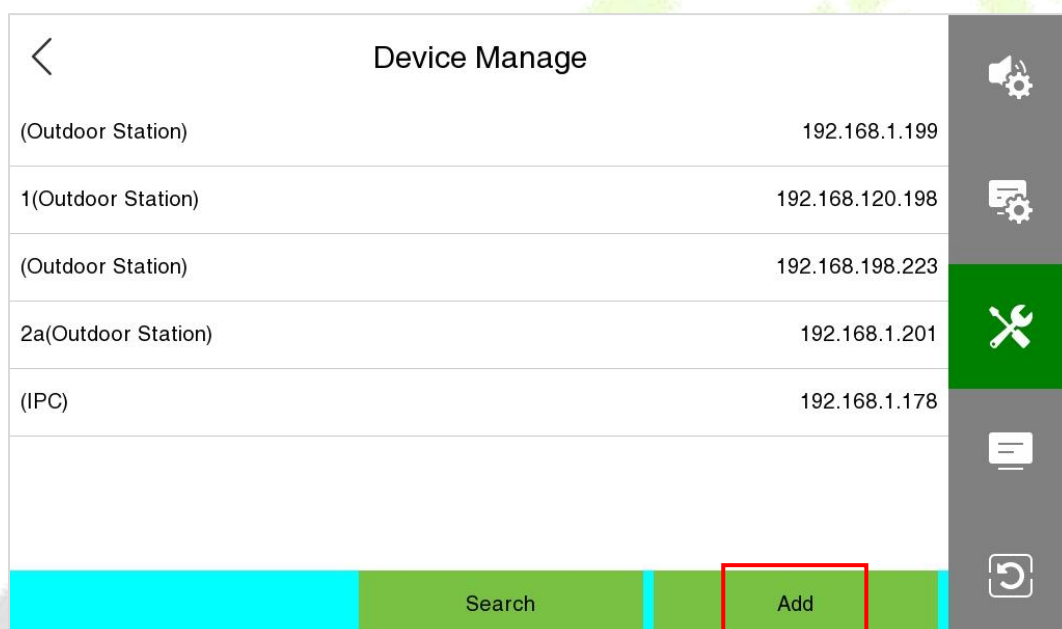 Device Manage
(Outdoor Station) 192.168.1.199
1(Outdoor Station) 192.168.120.198
(Outdoor Station) 192.168.198.223
2a(Outdoor Station) 192.168.1.201
(IPC) 192.168.1.178
Search Add